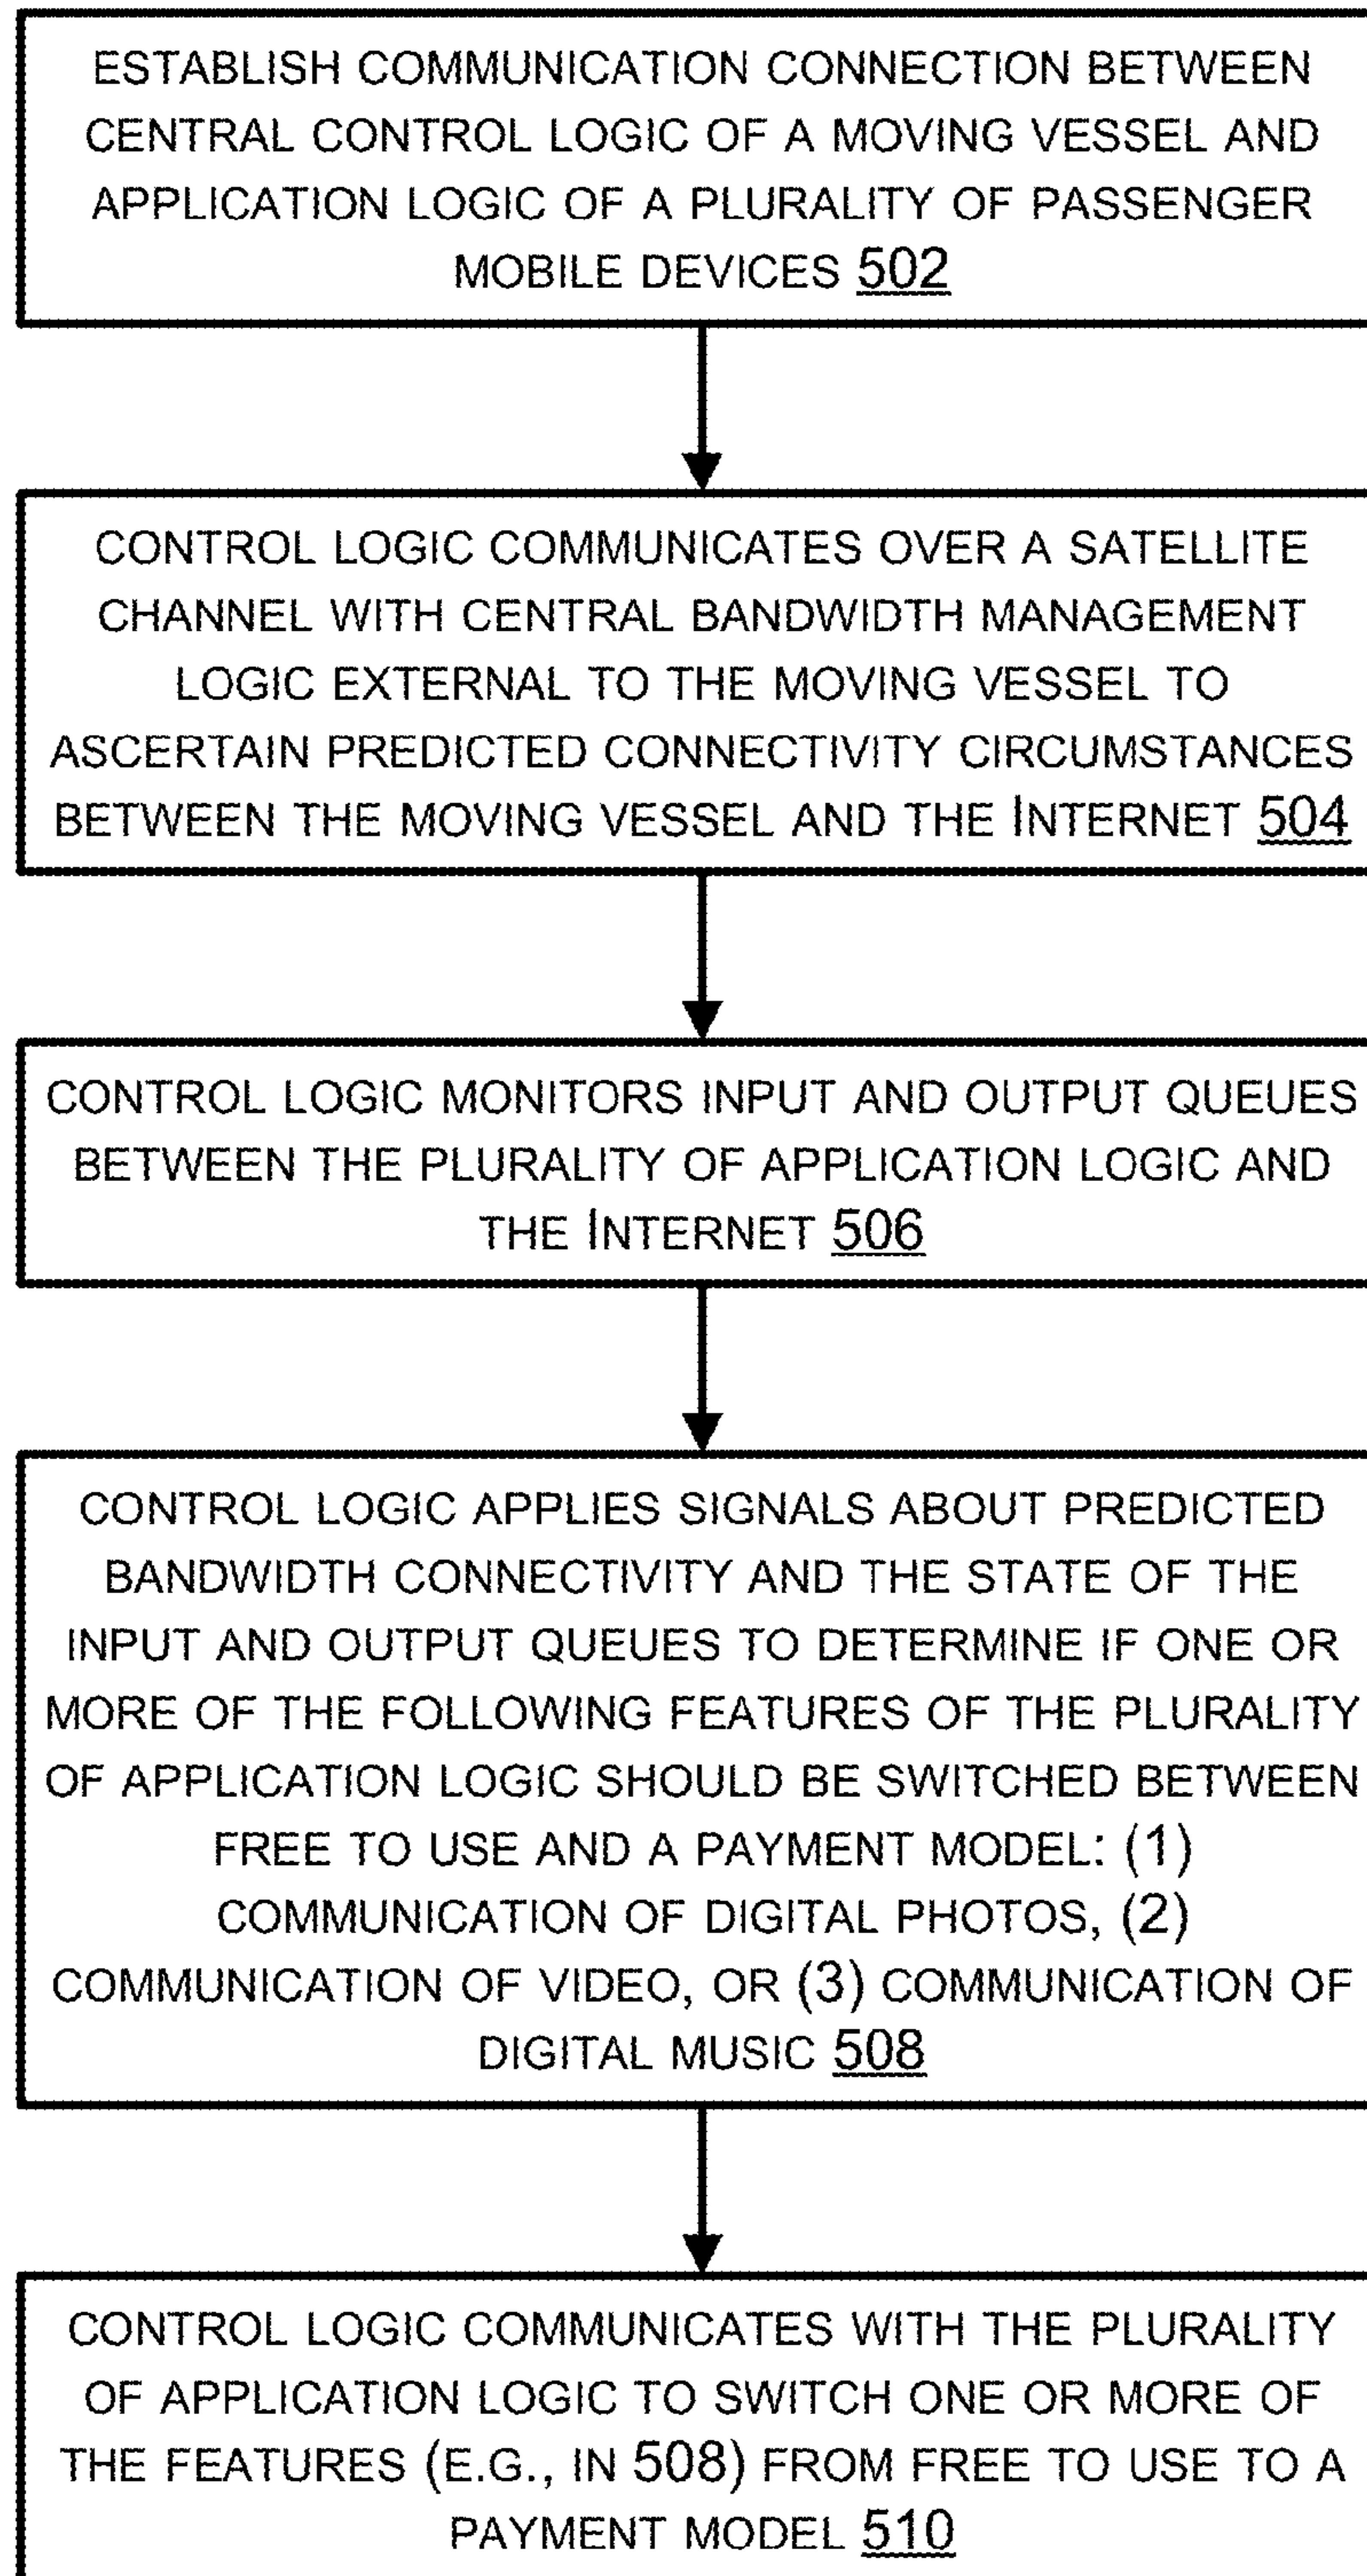 ESTABLISH COMMUNICATION CONNECTION BETWEEN
CENTRAL CONTROL LOGIC OF A MOVING VESSEL AND
APPLICATION LOGIC OF A PLURALITY OF PASSENGER
MOBILE DEVICES 502
CONTROL LOGIC COMMUNICATES OVER A SATELLITE
CHANNEL WITH CENTRAL BANDWIDTH MANAGEMENT
LOGIC EXTERNAL TO THE MOVING VESSEL TO
ASCERTAIN PREDICTED CONNECTIVITY CIRCUMSTANCES
BETWEEN THE MOVING VESSEL AND THE INTERNET 504
CONTROL LOGIC MONITORS INPUT AND OUTPUT QUEUES
BETWEEN THE PLURALITY OF APPLICATION LOGIC AND
THE INTERNET 506
CONTROL LOGIC APPLIES SIGNALS ABOUT PREDICTED
BANDWIDTH CONNECTIVITY AND THE STATE OF THE
INPUT AND OUTPUT QUEUES TO DETERMINE IF ONE OR
MORE OF THE FOLLOWING FEATURES OF THE PLURALITY
OF APPLICATION LOGIC SHOULD BE SWITCHED BETWEEN
FREE TO USE AND A PAYMENT MODEL: (1)
COMMUNICATION OF DIGITAL PHOTOS, (2)
COMMUNICATION OF VIDEO, OR (3) COMMUNICATION OF
DIGITAL MUSIC 508
CONTROL LOGIC COMMUNICATES WITH THE PLURALITY
OF APPLICATION LOGIC TO SWITCH ONE OR MORE OF
THE FEATURES (E.G., IN 508) FROM FREE TO USE TO A
PAYMENT MODEL 510